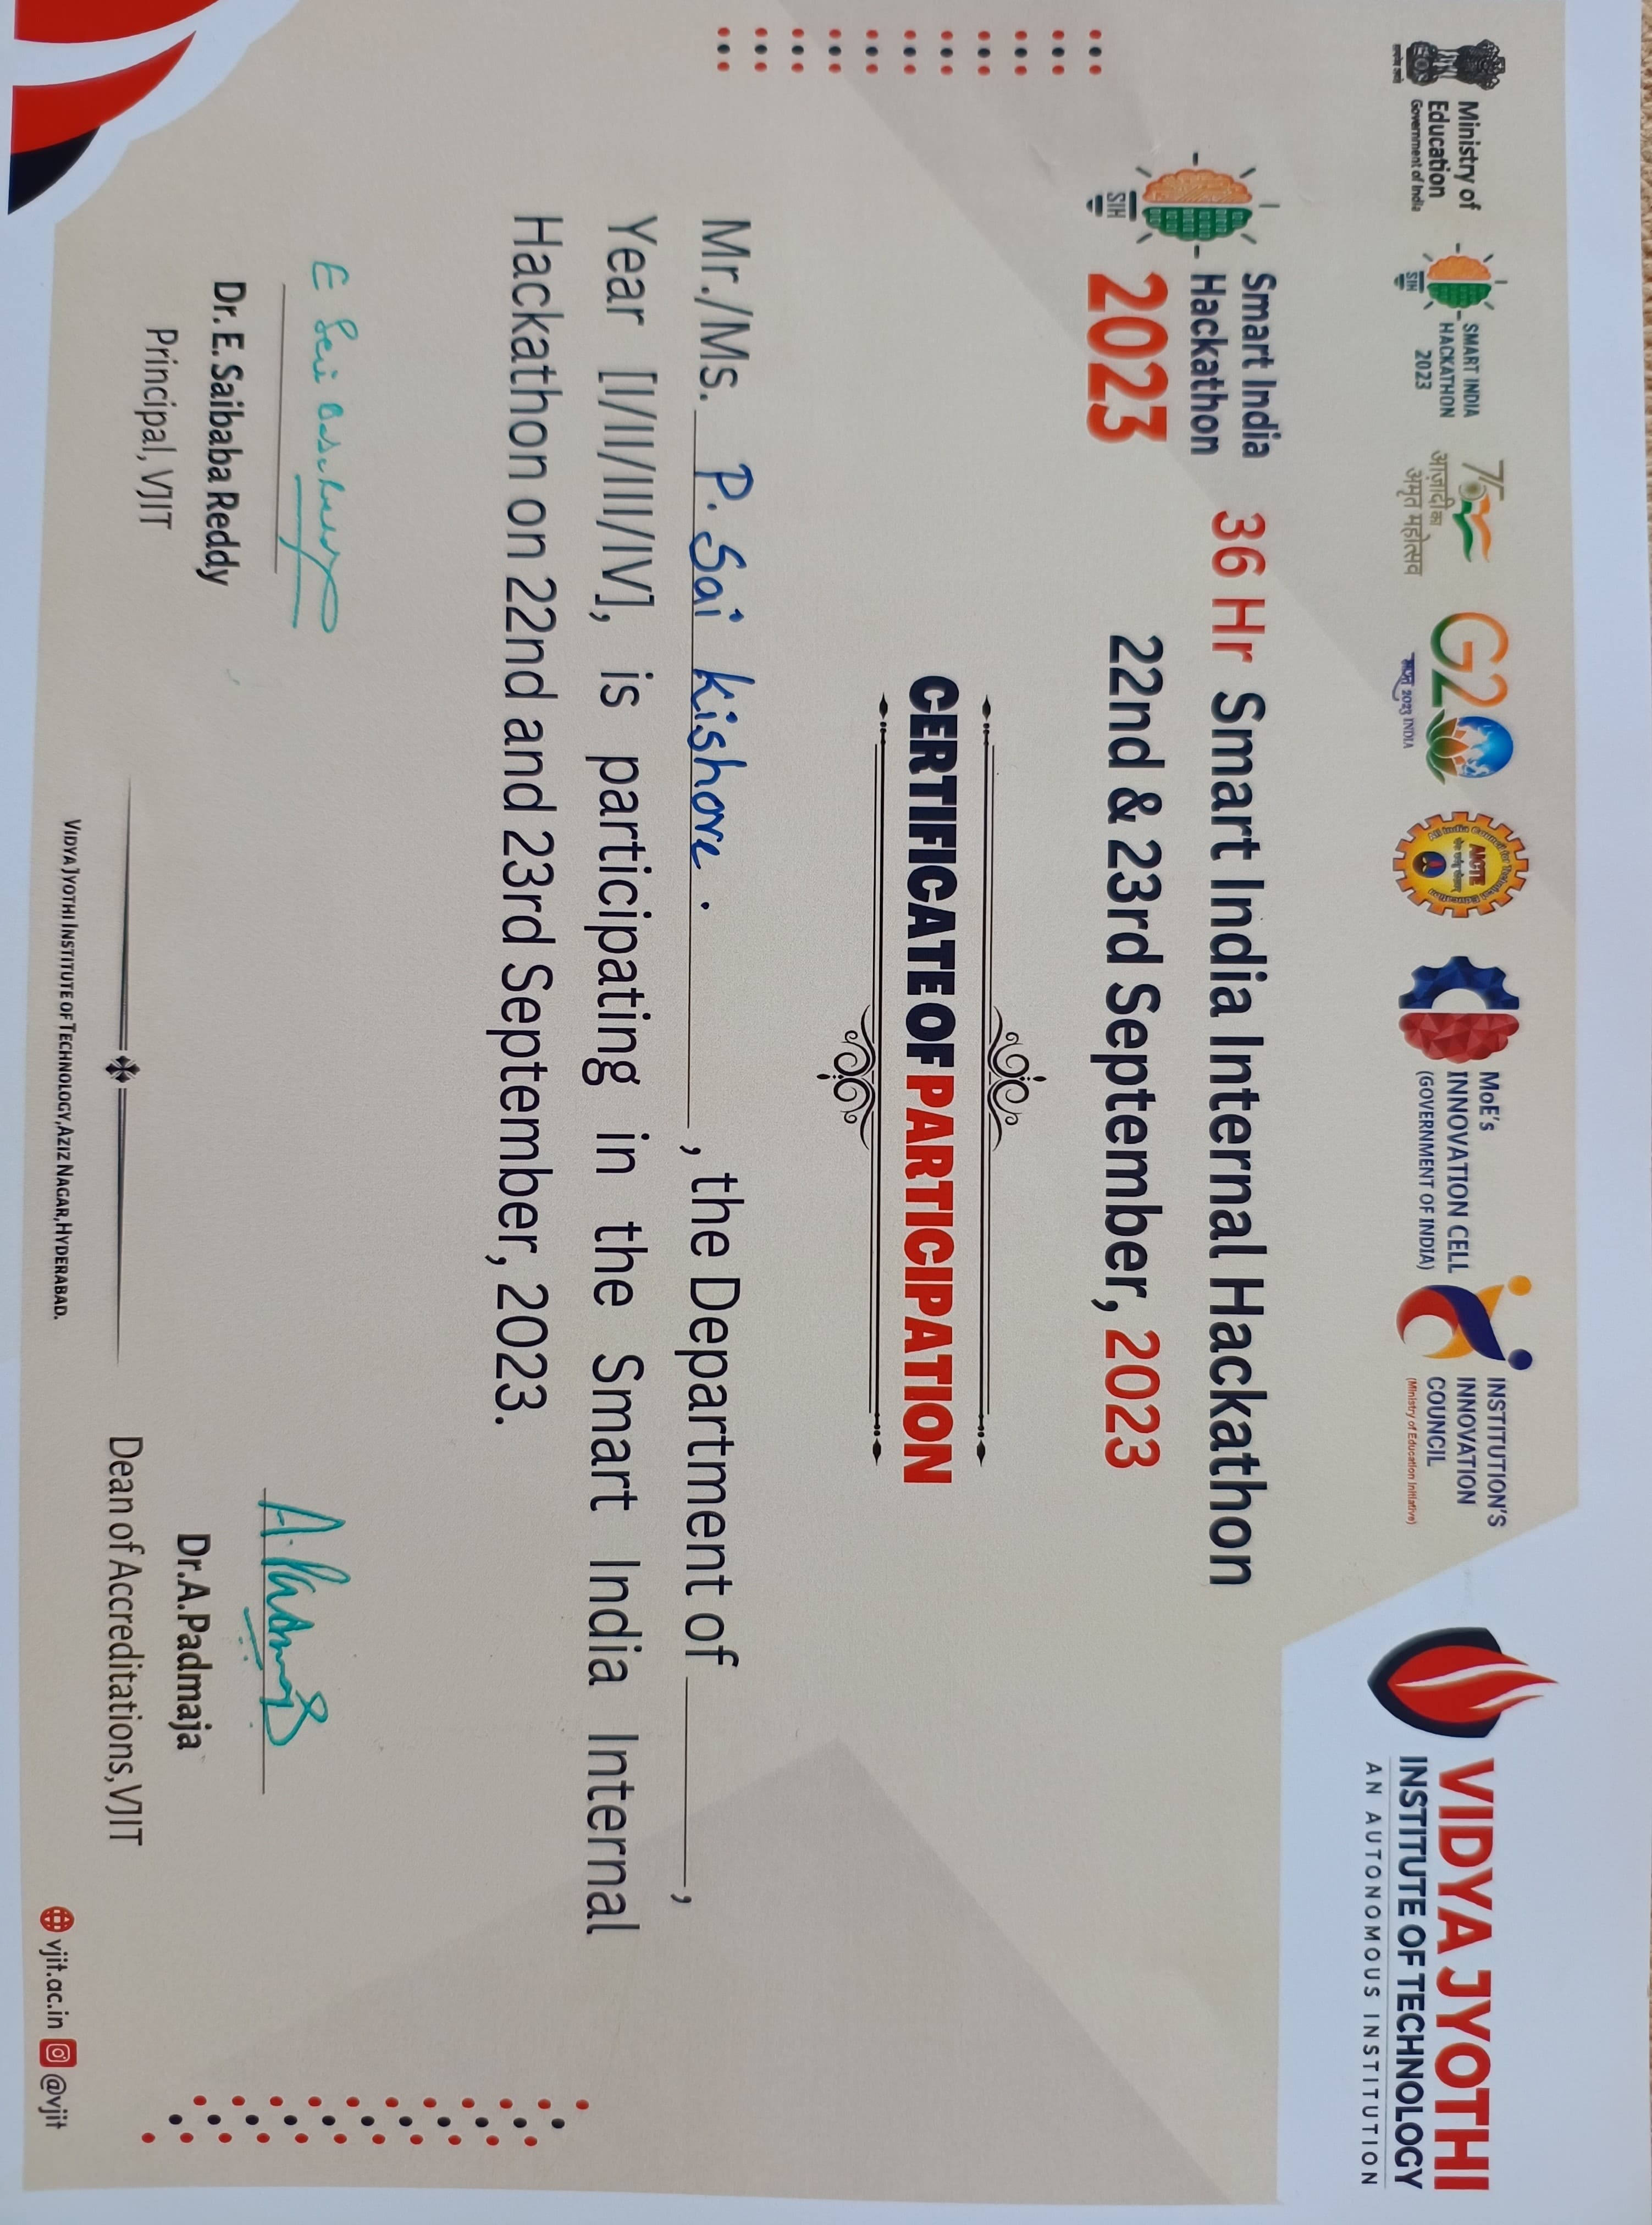 Ministry of
Education
Government of India
SIH
SMART INDIA
HACKATHON
2023
75
आज़ादी का
अमृत महोत्सव
G20
भारत 2023 INDIA
AICTE
MoE's
INNOVATION CELL
(GOVERNMENT OF INDIA)
INSTITUTION'S
INNOVATION
COUNCIL
(Ministry of Education Initiative)
VIDYA JYOTHI
INSTITUTE OF TECHNOLOGY
AN AUTONOMOUS INSTITUTION
SIH
Smart India
Hackathon
2023
36 Hr Smart India Internal Hackathon
22nd & 23rd September, 2023
CERTIFICATE OF PARTICIPATION
Mr./Ms. P. Sai Kishore. , the Department of ,
Year [I/II/III/IV], is participating in the Smart India Internal
Hackathon on 22nd and 23rd September, 2023.
Dr. E. Saibaba Reddy
Principal, VJIT
Dr.A.Padmaja
Dean of Accreditations, VJIT
VIDYA JYOTHI INSTITUTE OF TECHNOLOGY, AZIZ NAGAR, HYDERABAD.
vjit.ac.in @vjit